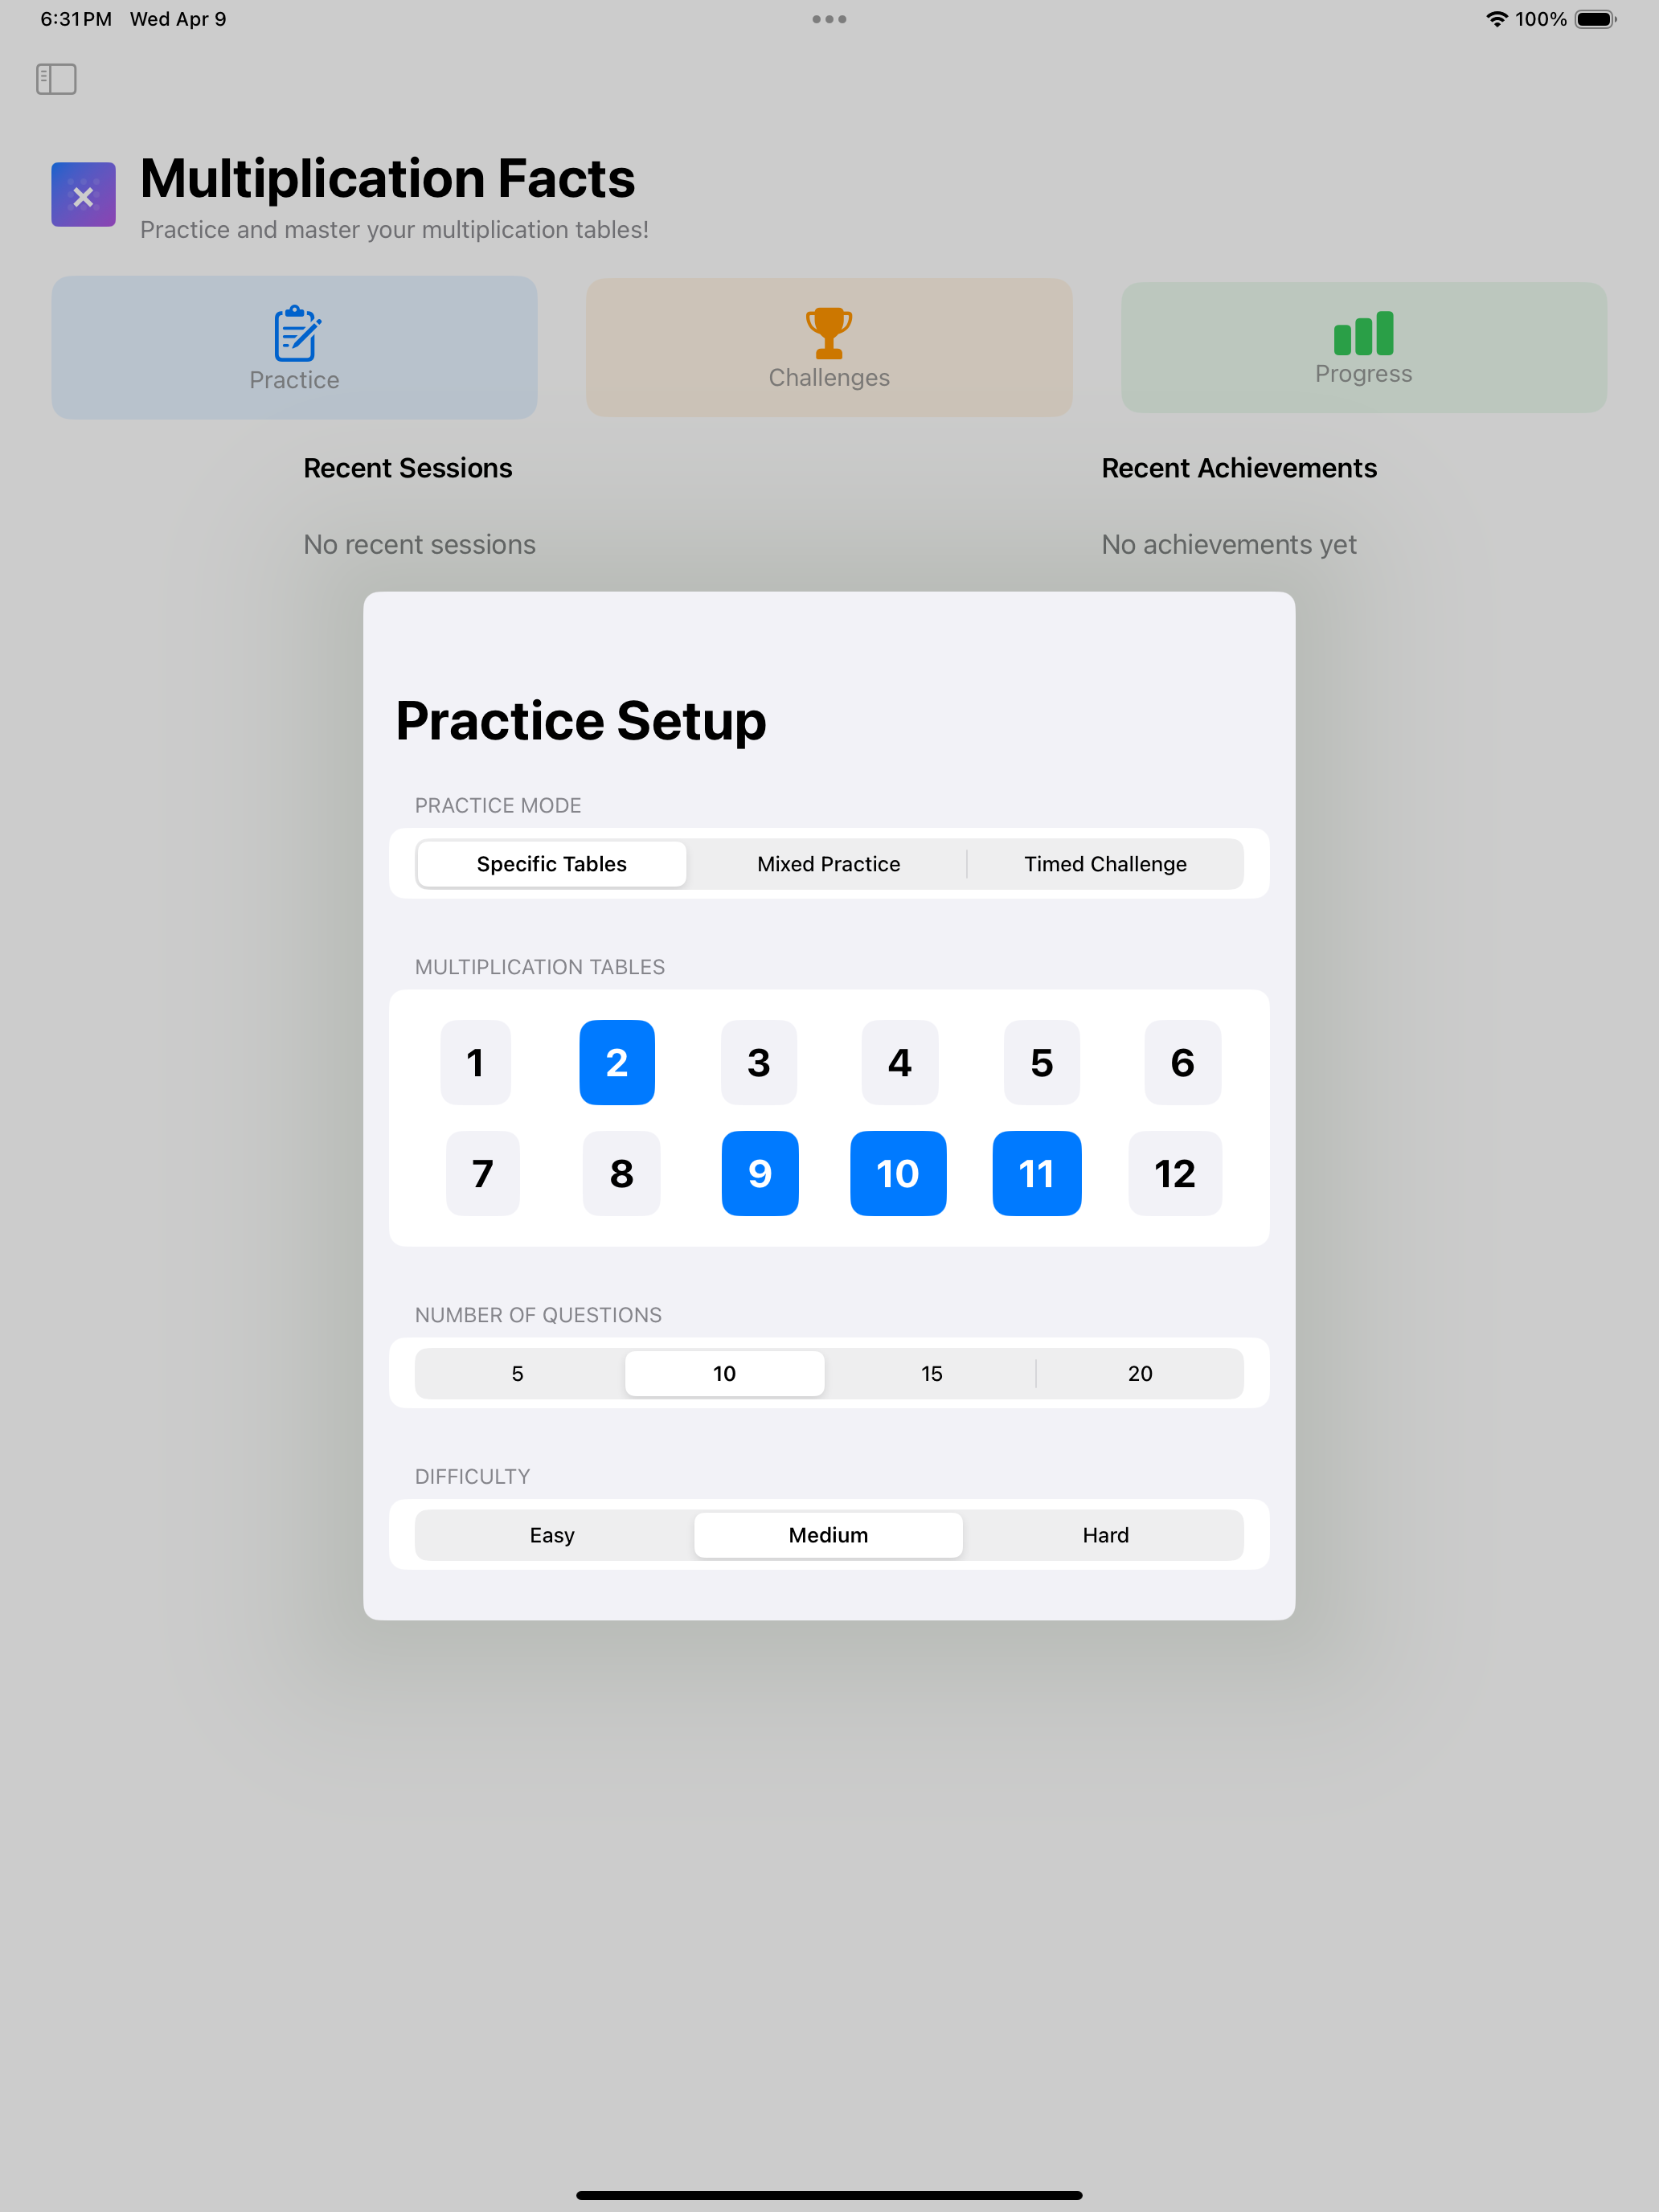 6:31 PM Wed Apr 9 100%
Multiplication Facts
Practice and master your multiplication tables!
Practice Challenges Progress
Recent Sessions Recent Achievements
No recent sessions No achievements yet
Practice Setup
PRACTICE MODE
Specific Tables Mixed Practice Timed Challenge
MULTIPLICATION TABLES
1 2 3 4 5 6
7 8 9 10 11 12
NUMBER OF QUESTIONS
5 10 15 20
DIFFICULTY
Easy Medium Hard